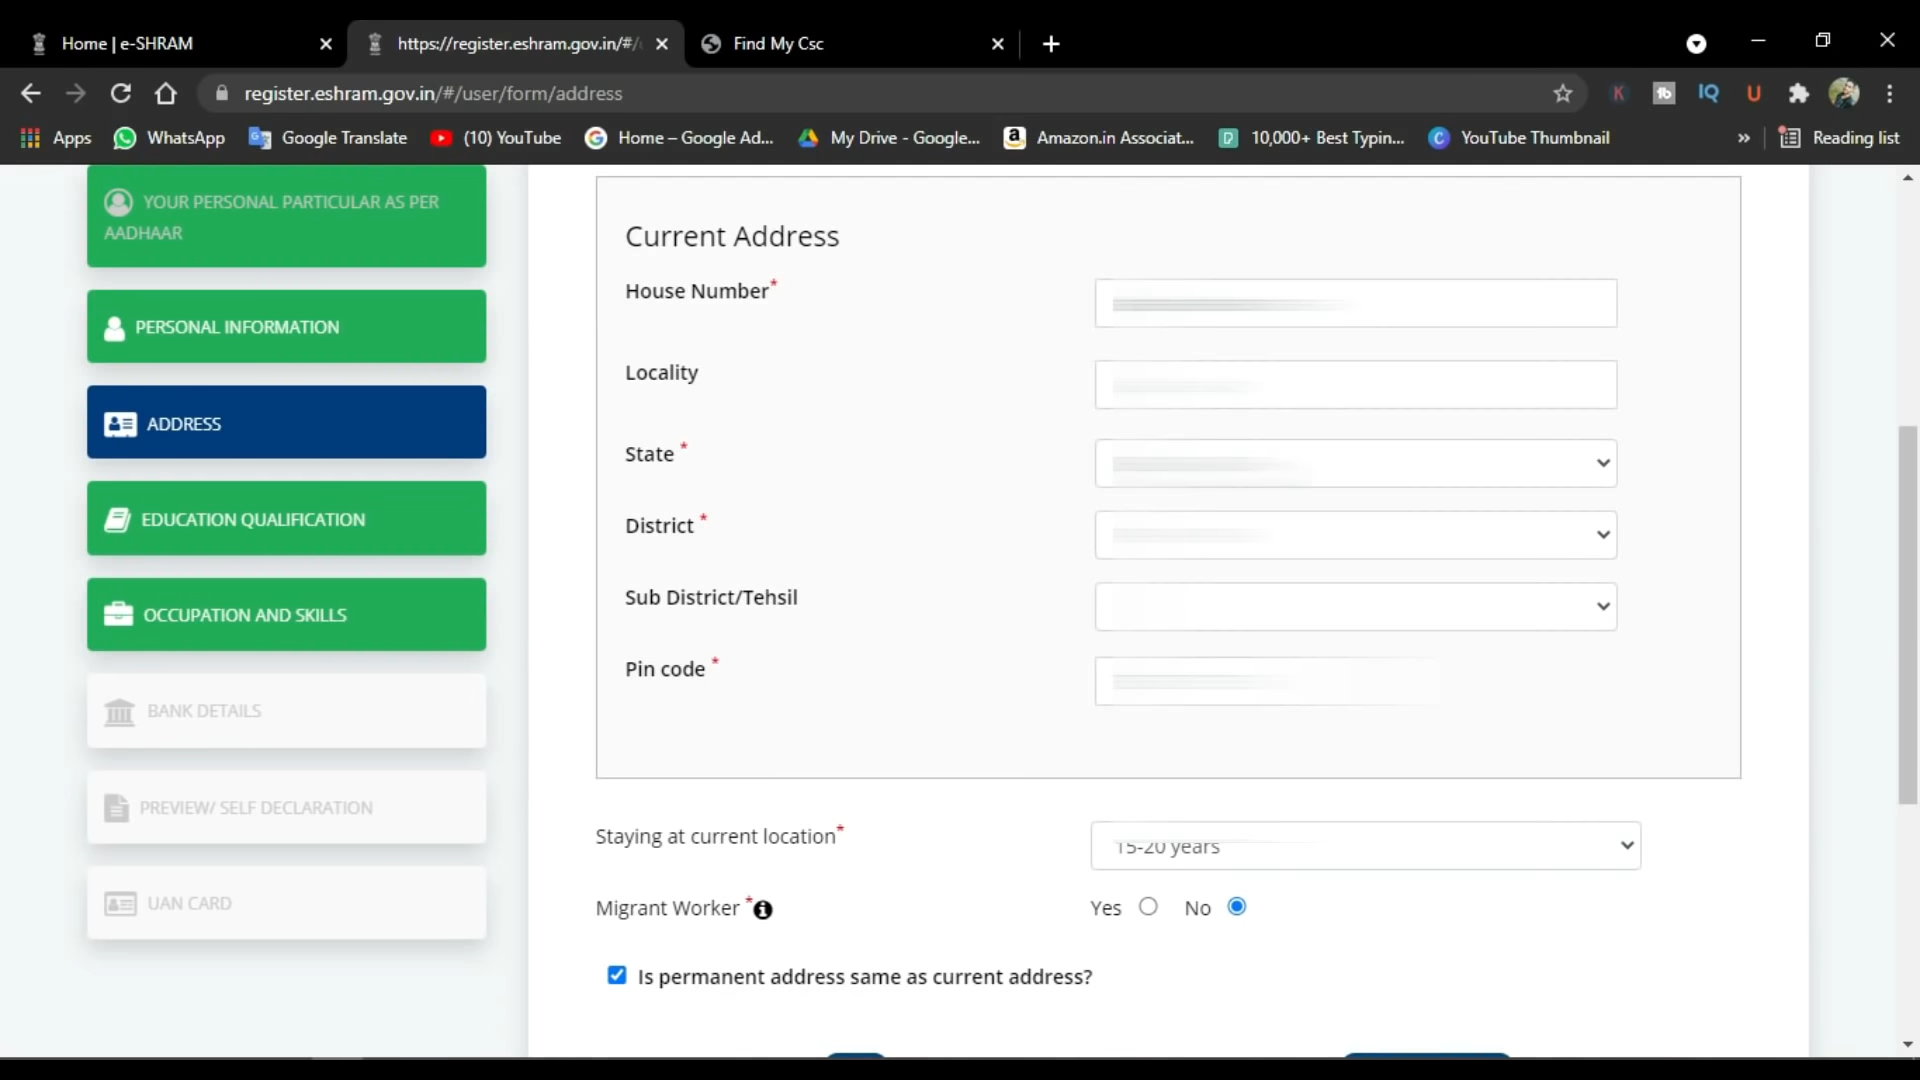 Home | e-SHRAM
https://register.eshram.gov.in/#/
Find My Csc
register.eshram.gov.in/#/user/form/address
Apps
WhatsApp
Google Translate
(10) YouTube
Home – Google Ad...
My Drive - Google...
Amazon.in Associat...
10,000+ Best Typin...
YouTube Thumbnail
»
Reading list
YOUR PERSONAL PARTICULAR AS PER
AADHAAR
PERSONAL INFORMATION
ADDRESS
EDUCATION QUALIFICATION
OCCUPATION AND SKILLS
BANK DETAILS
PREVIEW/ SELF DECLARATION
UAN CARD
Current Address
House Number*
Locality
State *
District *
Sub District/Tehsil
Pin code *
Staying at current location*
15-20 years
Migrant Worker *
Yes No
Is permanent address same as current address?